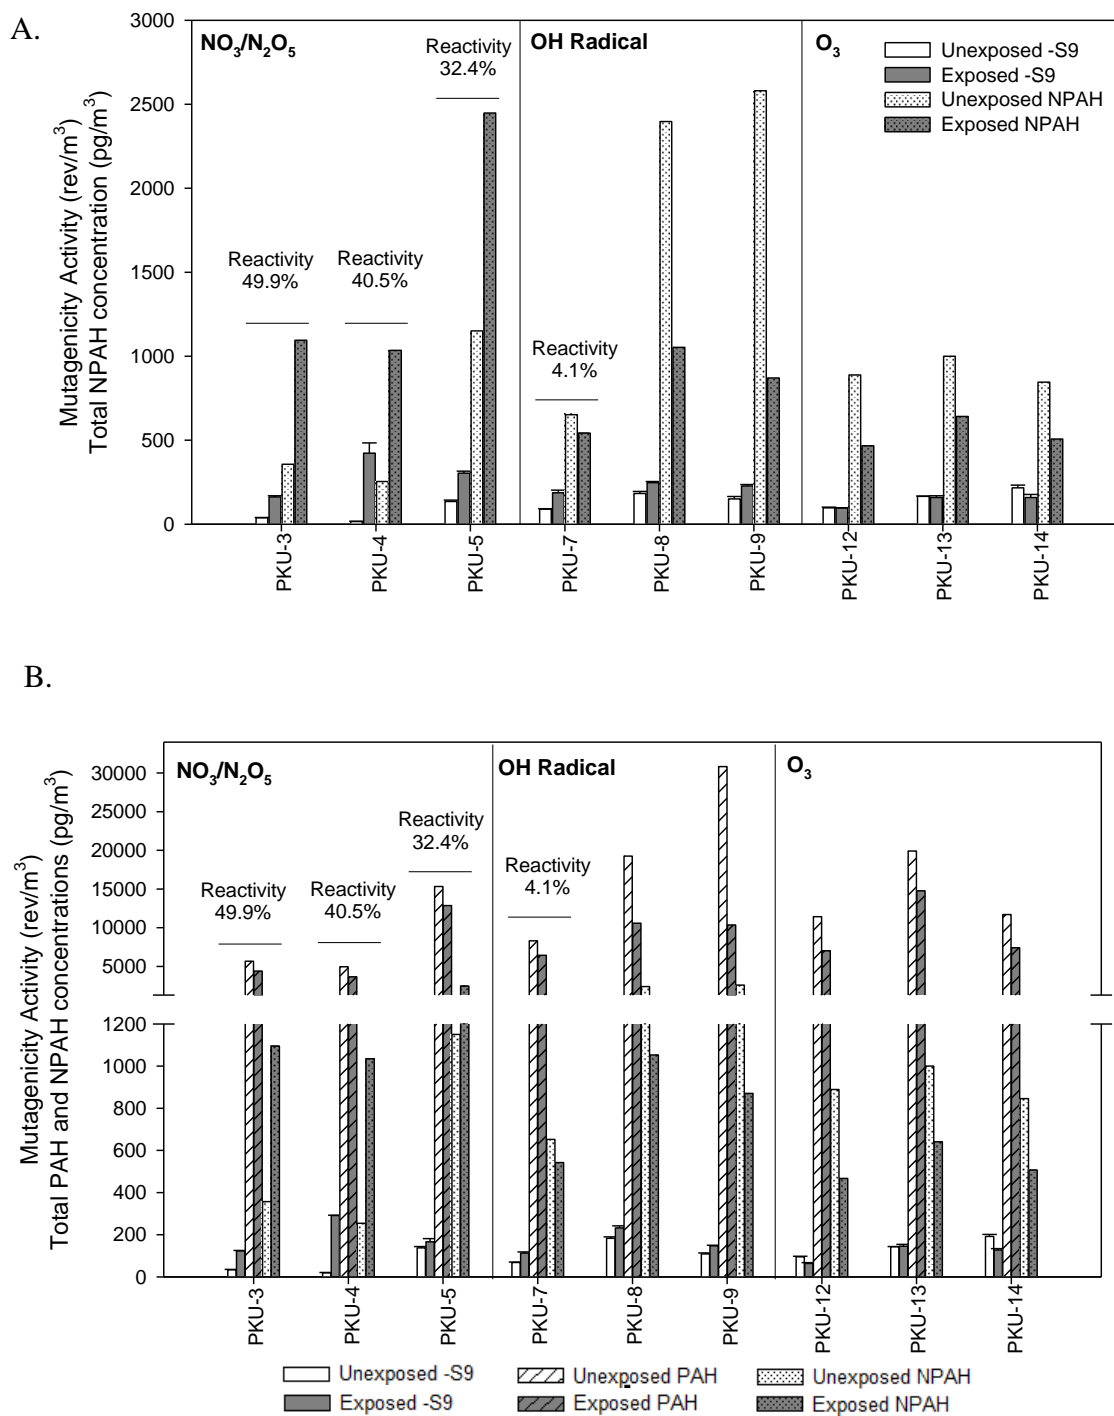 A.
Mutagenicity Activity (rev/m³)
Total NPAH concentration (pg/m³)
3000
2500
2000
1500
1000
500
0
NO₃/N₂O₅
OH Radical
O₃
Reactivity
49.9%
Reactivity
40.5%
Reactivity
32.4%
Reactivity
4.1%
Unexposed -S9
Exposed -S9
Unexposed NPAH
Exposed NPAH
PKU-3
PKU-4
PKU-5
PKU-7
PKU-8
PKU-9
PKU-12
PKU-13
PKU-14
B.
Mutagenicity Activity (rev/m³)
Total PAH and NPAH concentrations (pg/m³)
30000
25000
20000
15000
10000
5000
1200
1000
800
600
400
200
0
NO₃/N₂O₅
OH Radical
O₃
Reactivity
49.9%
Reactivity
40.5%
Reactivity
32.4%
Reactivity
4.1%
PKU-3
PKU-4
PKU-5
PKU-7
PKU-8
PKU-9
PKU-12
PKU-13
PKU-14
Unexposed -S9
Exposed -S9
Unexposed PAH
Exposed PAH
Unexposed NPAH
Exposed NPAH